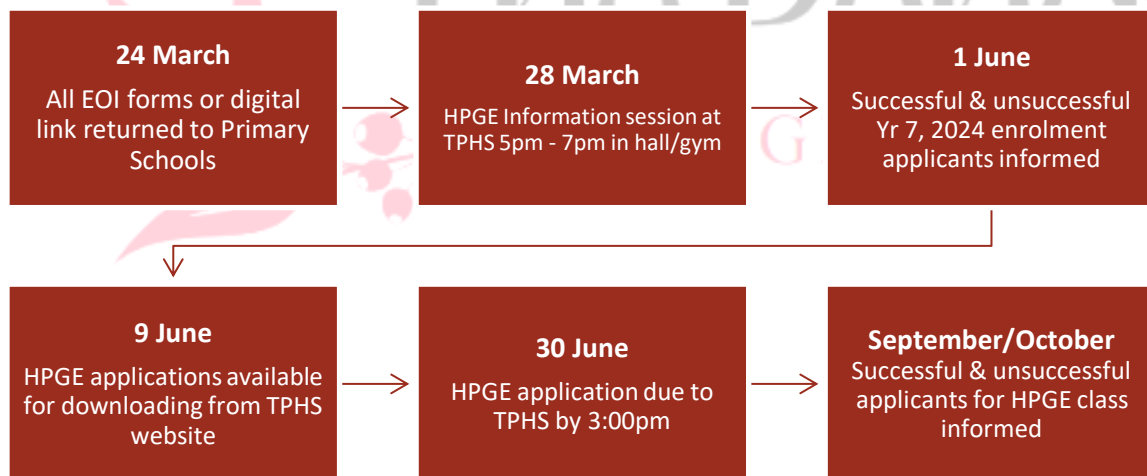 24 March
All EOI forms or digital
link returned to Primary
Schools
28 March
HPGE Information session at
TPHS 5pm - 7pm in hall/gym
1 June
Successful & unsuccessful
Yr 7, 2024 enrolment
applicants informed
9 June
HPGE applications available
for downloading from TPHS
website
30 June
HPGE application due to
TPHS by 3:00pm
September/October
Successful & unsuccessful
applicants for HPGE class
informed